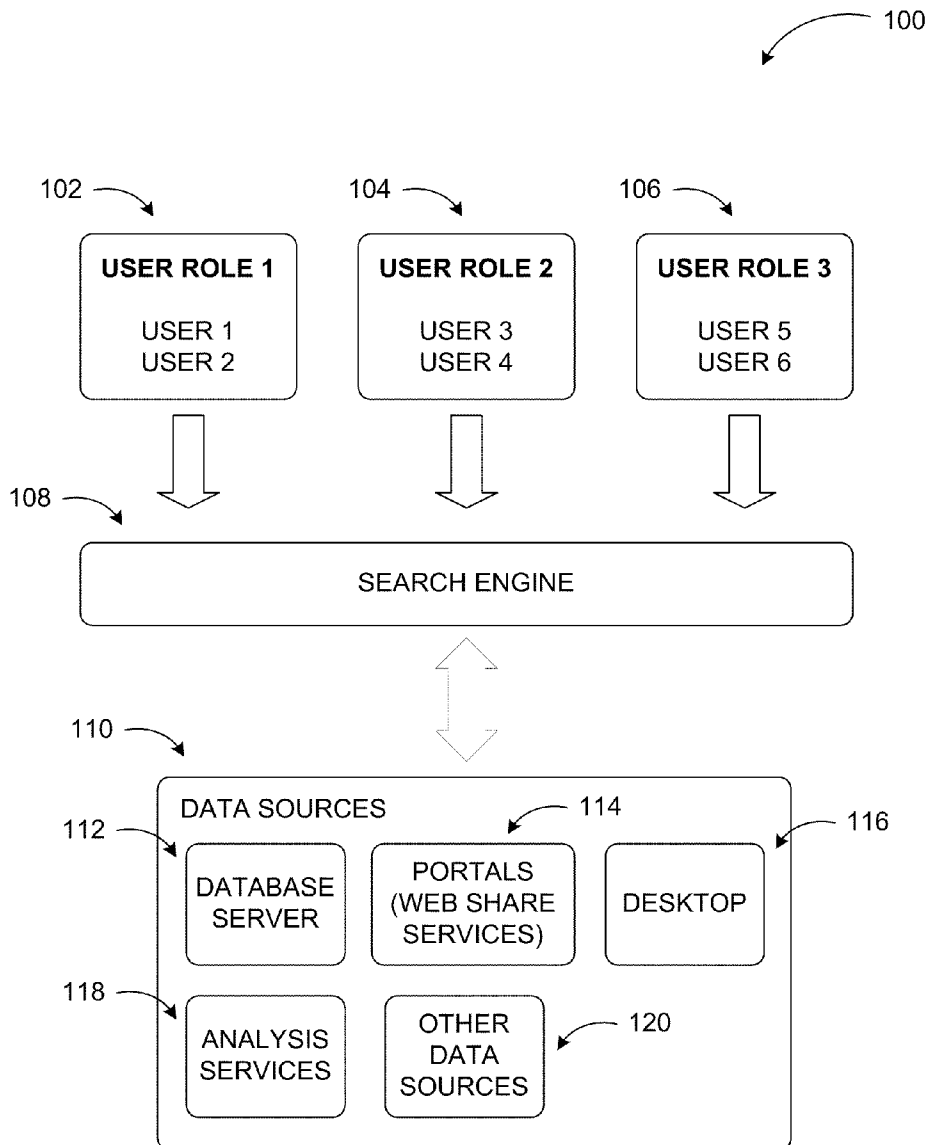 100
102
104
106
USER ROLE 1
USER 1
USER 2
USER ROLE 2
USER 3
USER 4
USER ROLE 3
USER 5
USER 6
108
SEARCH ENGINE
110
DATA SOURCES
112
114
116
DATABASE
SERVER
PORTALS
(WEB SHARE
SERVICES)
DESKTOP
118
ANALYSIS
SERVICES
OTHER
DATA
SOURCES
120